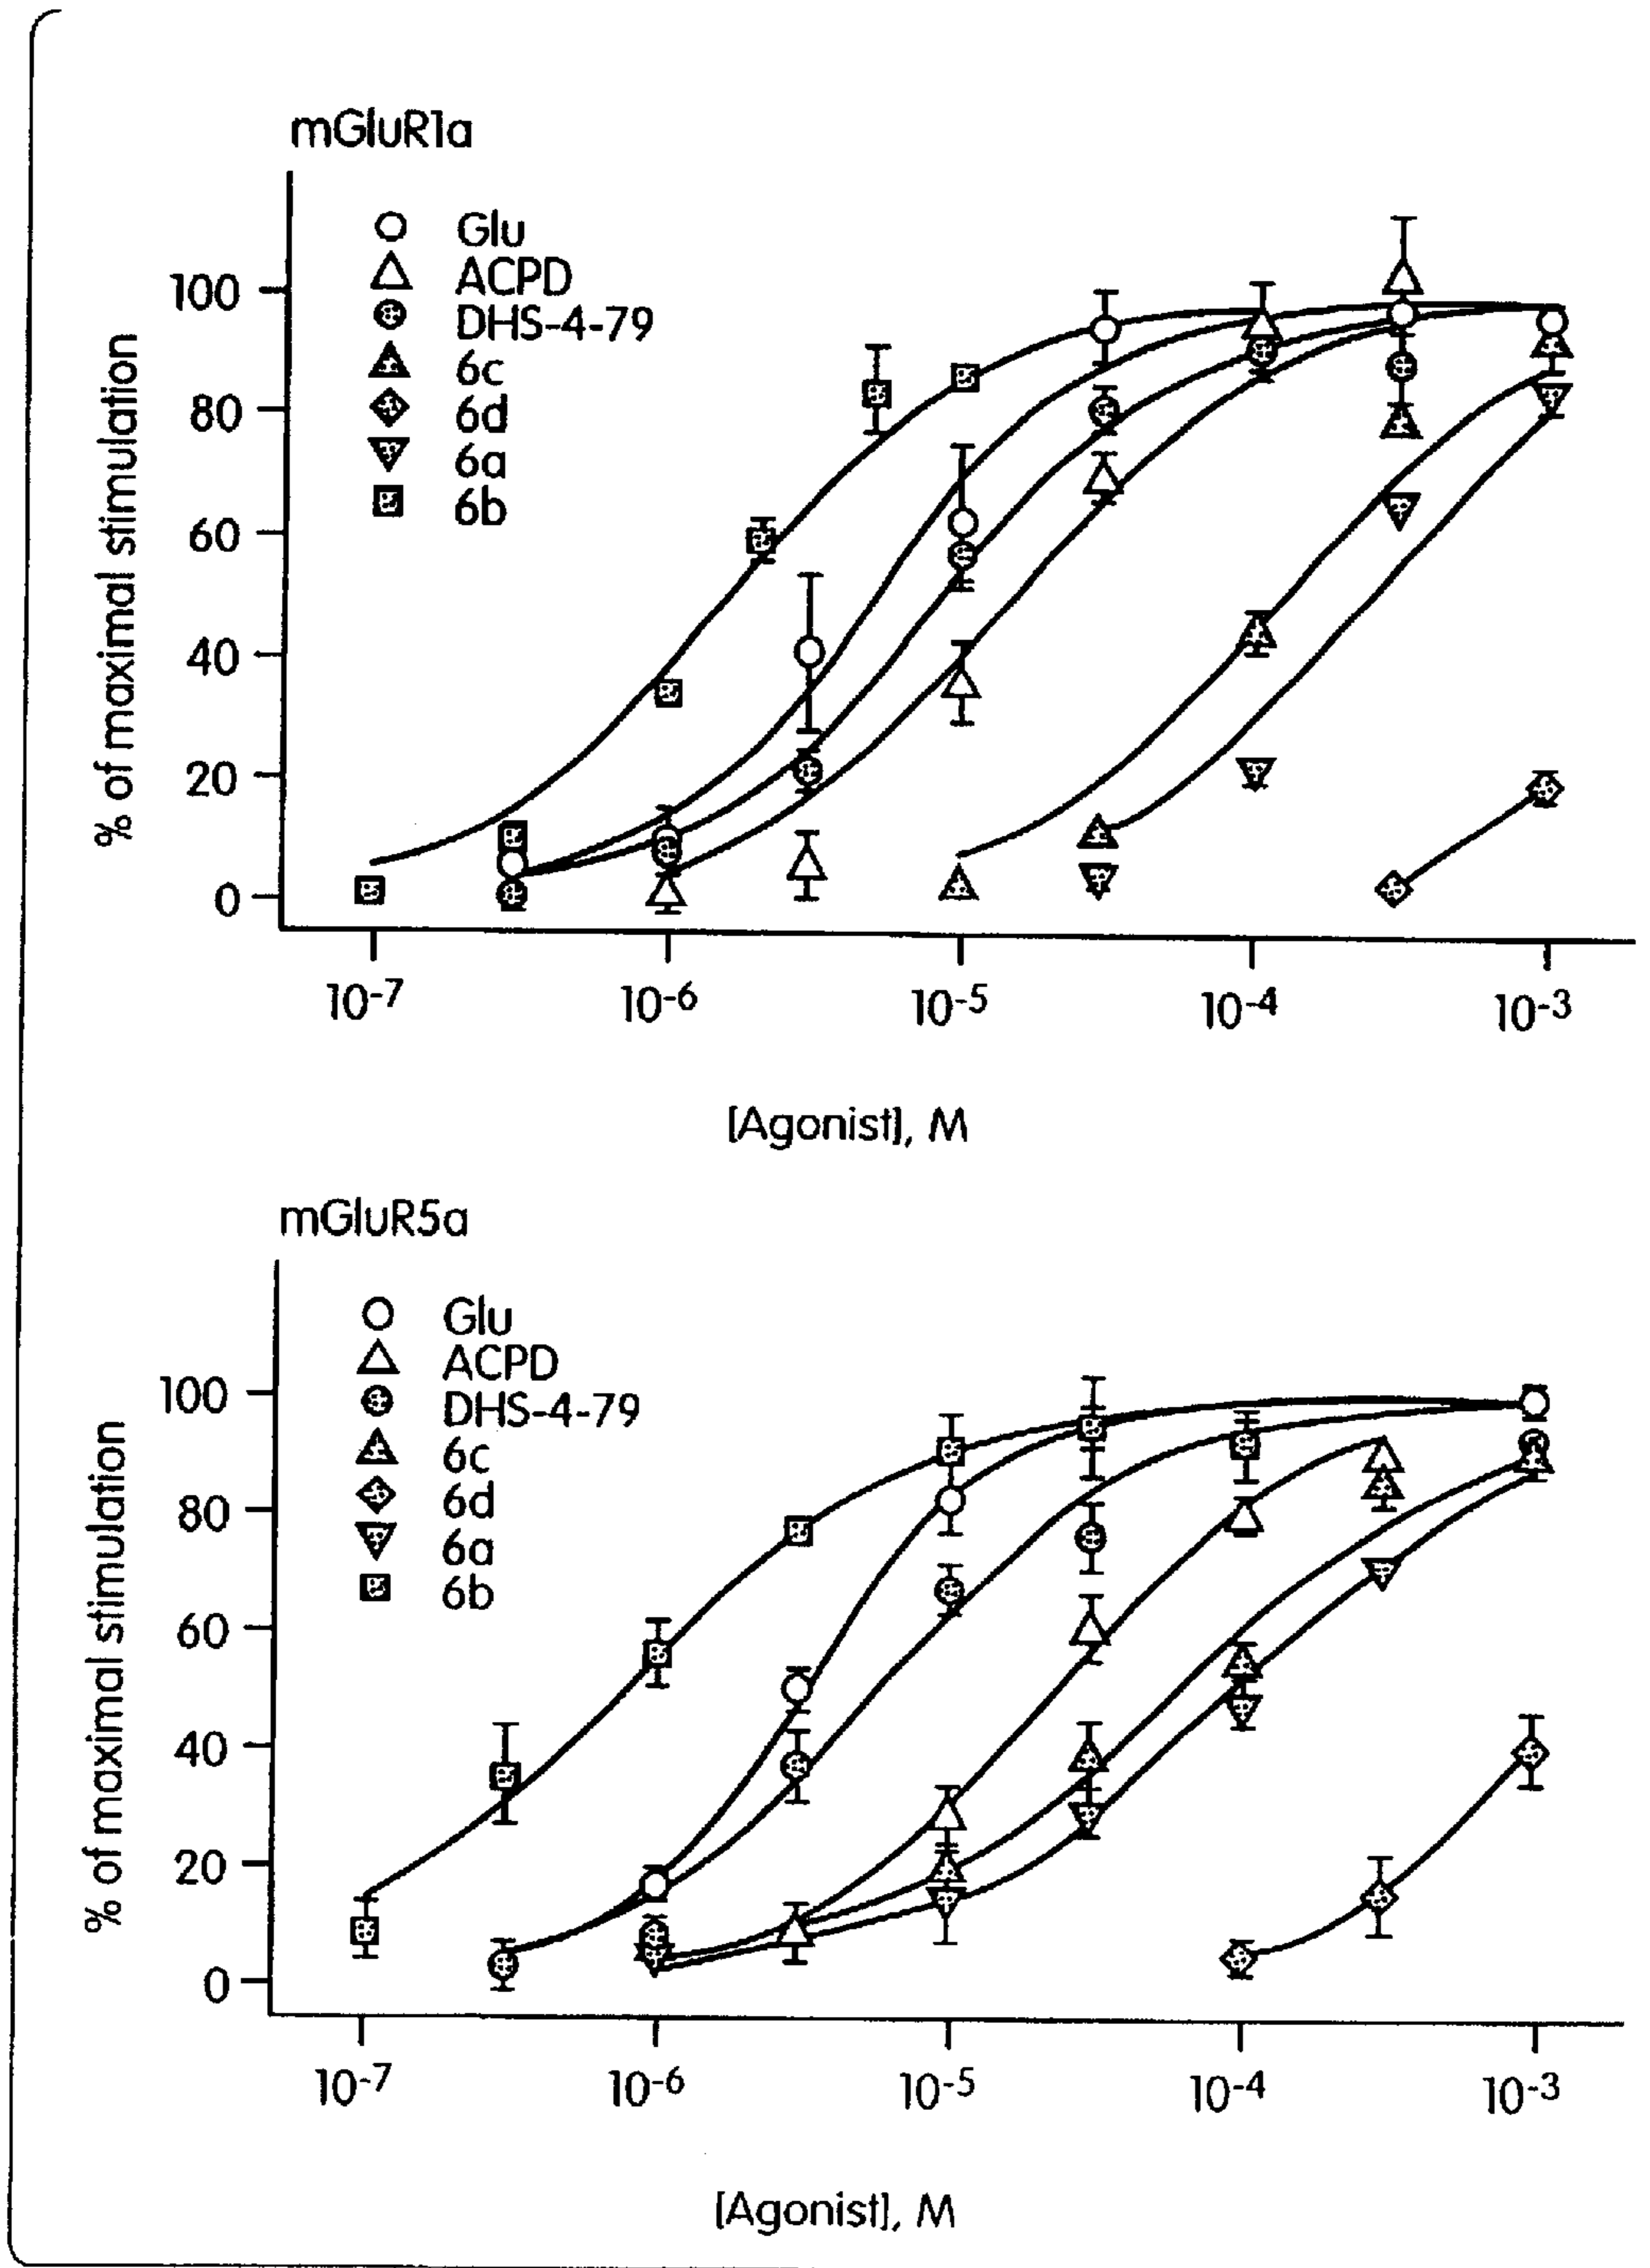 mGluR1a
Glu
ACPD
DHS-4-79
6c
6d
6a
6b
% of maximal stimulation
100
80
60
40
20
0
10-7 10-6 10-5 10-4 10-3
[Agonist], M
mGluR5a
Glu
ACPD
DHS-4-79
6c
6d
6a
6b
% of maximal stimulation
100
80
60
40
20
0
10-7 10-6 10-5 10-4 10-3
[Agonist], M